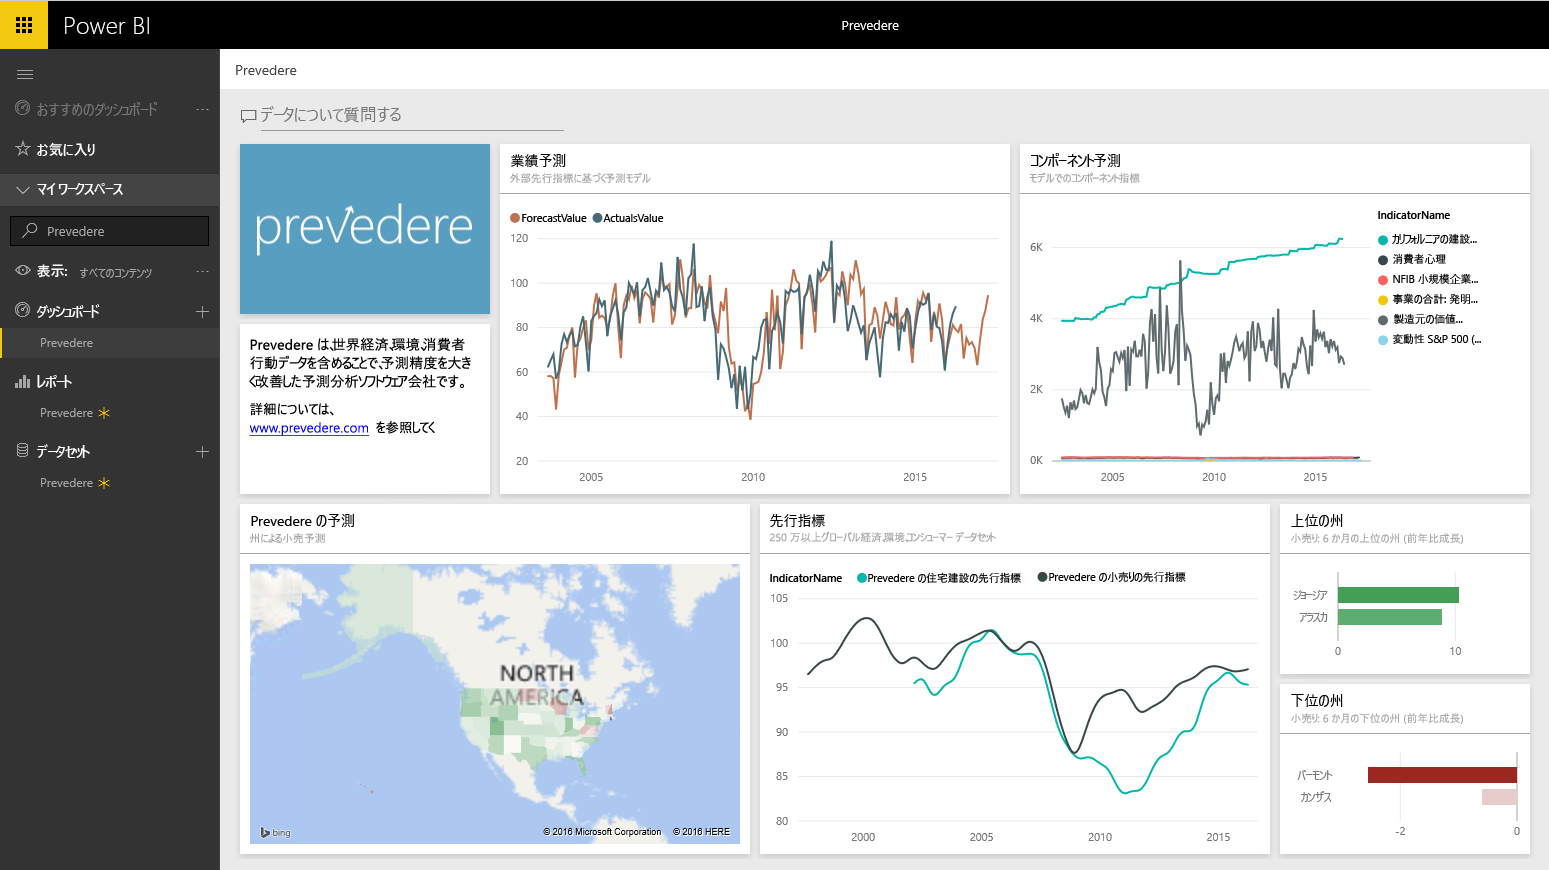 Power BI
Prevedere
おすすめのダッシュボード ...
お気に入り
マイ ワークスペース
Prevedere
表示: すべてのコンテンツ ...
ダッシュボード
Prevedere
レポート
Prevedere
データセット
Prevedere
Prevedere
データについて質問する
prevedere
Prevedere は、世界経済、環境、消費者
行動データを含めることで、予測精度を大き
く改善した予測分析ソフトウェア会社です。
詳細については、
www.prevedere.com を参照してく
業績予測
外部先行指標に基づく予測モデル
ForecastValue ActualsValue
120
100
80
60
40
20
2005 2010 2015
コンポーネント予測
モデルでのコンポーネント指標
IndicatorName
カリフォルニアの建設...
消費者心理
NFIB 小規模企業...
事業の合計: 発明...
製造元の価値...
変動性 S&P 500 (...
6K
4K
2K
0K
2005 2010 2015
Prevedere の予測
州による小売予測
NORTH
AMERICA
bing
© 2016 Microsoft Corporation © 2016 HERE
先行指標
250 万以上グローバル経済、環境、コンシューマー データセット
IndicatorName Prevedere の住宅建設の先行指標 Prevedere の小売りの先行指標
105
100
95
90
85
80
2000 2005 2010 2015
上位の州
小売り: 6 か月の上位の州 (前年比成長)
ジョージア
アラスカ
0 10
下位の州
小売り: 6 か月の下位の州 (前年比成長)
バーモント
カンザス
-2 0